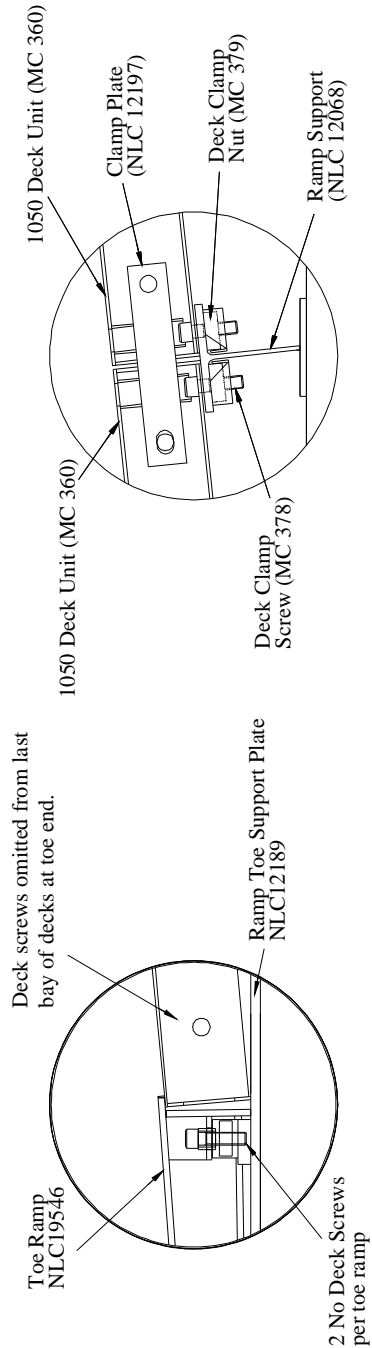 Toe Ramp
NLC19546
Deck screws omitted from last
bay of decks at toe end.
2 No Deck Screws
per toe ramp
Ramp Toe Support Plate
NLC12189
1050 Deck Unit (MC 360)
1050 Deck Unit (MC 360)
Clamp Plate
(NLC 12197)
Deck Clamp
Nut (MC 379)
Deck Clamp
Screw (MC 378)
Ramp Support
(NLC 12068)